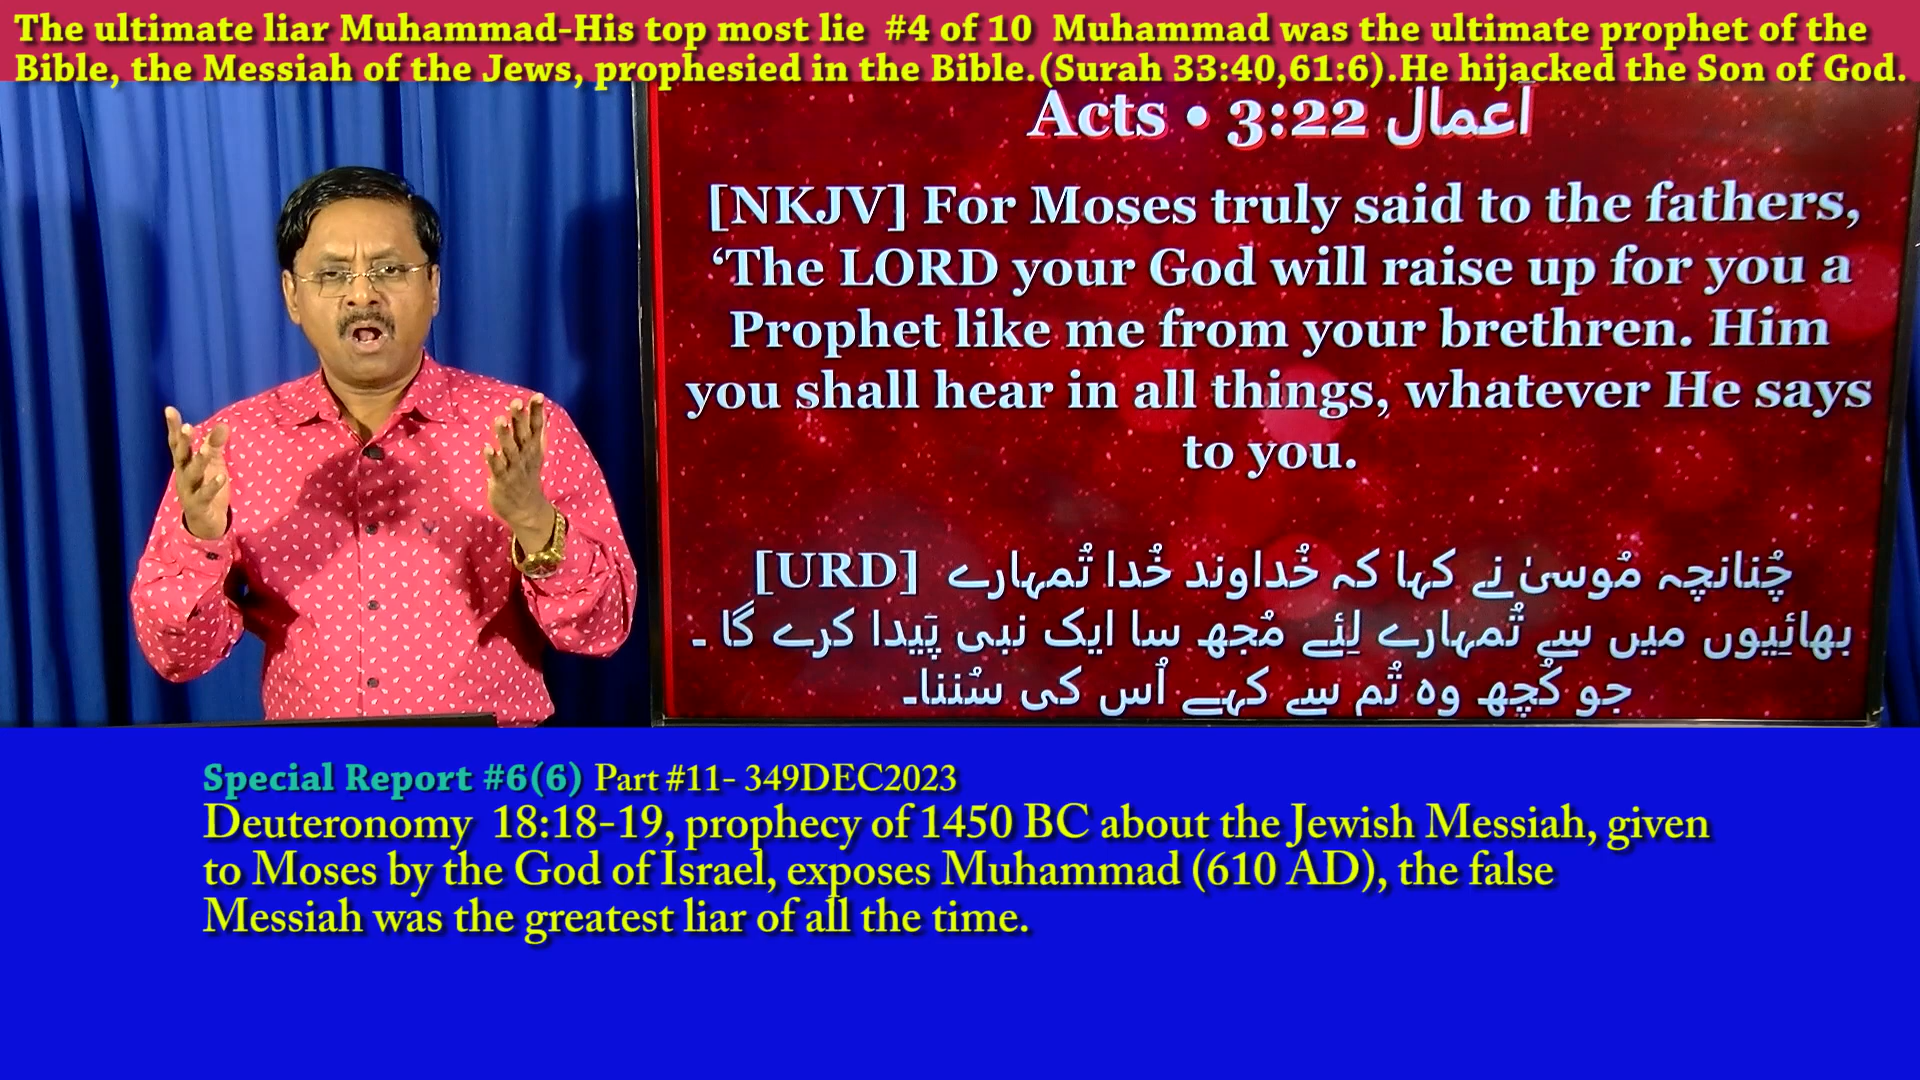 The ultimate liar Muhammad-His top most lie #4 of 10 Muhammad was the ultimate prophet of the
Bible, the Messiah of the Jews, prophesied in the Bible.(Surah 33:40,61:6).He hijacked the Son of God.
Acts • 3:22 اَعمال
[NKJV] For Moses truly said to the fathers,
‘The LORD your God will raise up for you a
Prophet like me from your brethren. Him
you shall hear in all things, whatever He says
to you.
[URD] چُنانچہ مُوسیٰ نے کہا کہ خُداوند خُدا تُمہارے
بھائِیوں میں سے تُمہارے لِئے مُجھ سا ایک نبی پَیدا کرے گا ۔
جو کُچھ وہ تُم سے کہے اُس کی سُننا۔
Special Report #6(6) Part #11- 349DEC2023
Deuteronomy 18:18-19, prophecy of 1450 BC about the Jewish Messiah, given
to Moses by the God of Israel, exposes Muhammad (610 AD), the false
Messiah was the greatest liar of all the time.